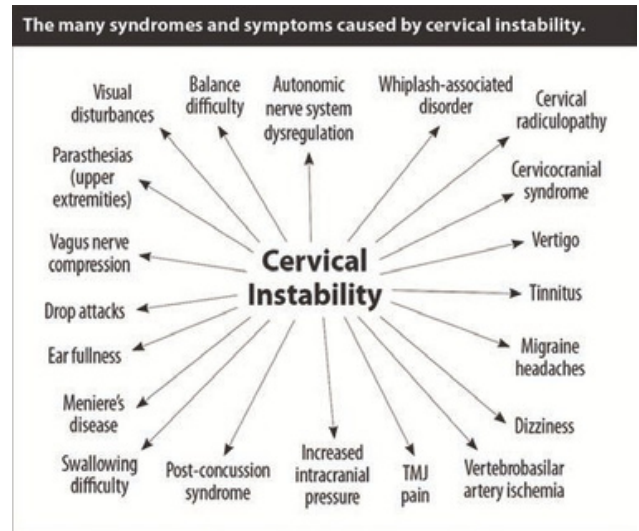 The many syndromes and symptoms caused by cervical instability.
Visual
disturbances
Balance
difficulty
Autonomic
nerve system
dysregulation
Whiplash-associated
disorder
Cervical
radiculopathy
Parasthesias
(upper
extremities)
Cervicocranial
syndrome
Vagus nerve
compression
Cervical
Instability
Vertigo
Drop attacks
Tinnitus
Ear fullness
Migraine
headaches
Meniere's
disease
Dizziness
Swallowing
difficulty
Post-concussion
syndrome
Increased
intracranial
pressure
TMJ
pain
Vertebrobasilar
artery ischemia